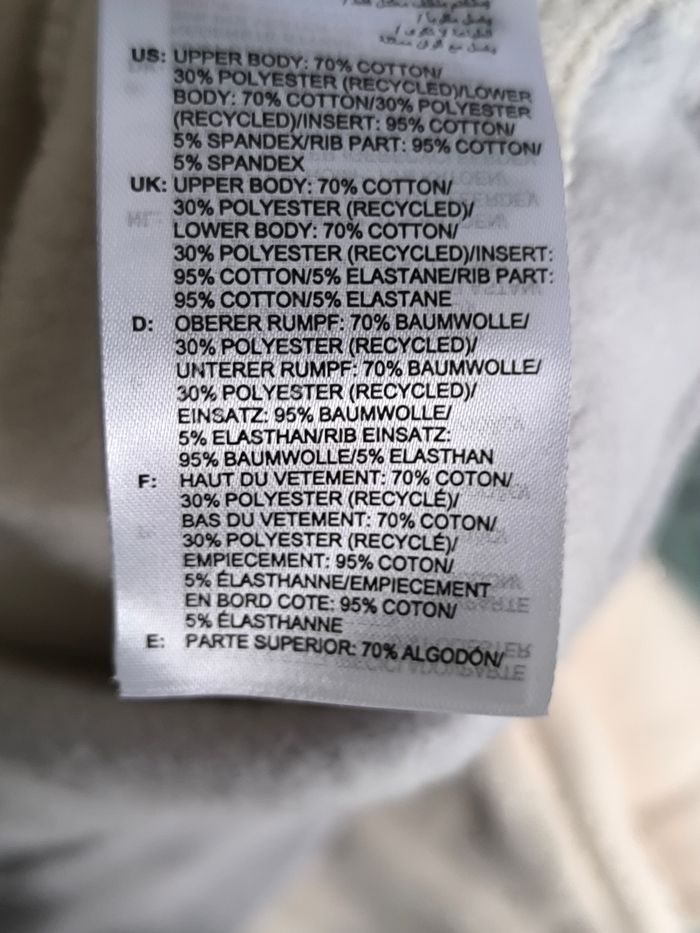 US: UPPER BODY: 70% COTTON/
30% POLYESTER (RECYCLED)/LOWER
BODY: 70% COTTON/30% POLYESTER
(RECYCLED)/INSERT: 95% COTTON/
5% SPANDEX/RIB PART: 95% COTTON/
5% SPANDEX
UK: UPPER BODY: 70% COTTON/
30% POLYESTER (RECYCLED)/
LOWER BODY: 70% COTTON/
30% POLYESTER (RECYCLED)/INSERT:
95% COTTON/5% ELASTANE/RIB PART:
95% COTTON/5% ELASTANE
D: OBERER RUMPF: 70% BAUMWOLLE/
30% POLYESTER (RECYCLED)/
UNTERER RUMPF: 70% BAUMWOLLE/
30% POLYESTER (RECYCLED)/
EINSATZ: 95% BAUMWOLLE/
5% ELASTHAN/RIB EINSATZ:
95% BAUMWOLLE/5% ELASTHAN
F: HAUT DU VETEMENT: 70% COTON/
30% POLYESTER (RECYCLÉ)/
BAS DU VETEMENT: 70% COTON/
30% POLYESTER (RECYCLÉ)/
EMPIECEMENT: 95% COTON/
5% ÉLASTHANNE/EMPIECEMENT
EN BORD COTE: 95% COTON/
5% ÉLASTHANNE
E: PARTE SUPERIOR: 70% ALGODÓN/